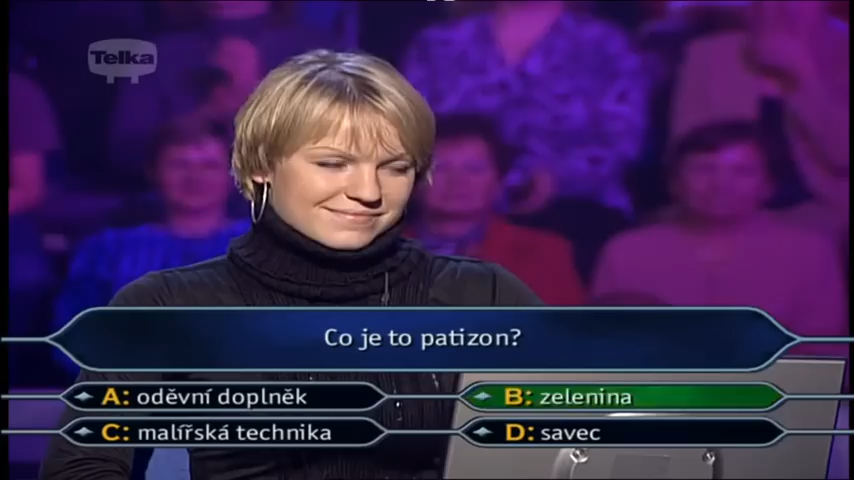 Telka
Co je to patizon?
A: oděvní doplněk
B: zelenina
C: malířská technika
D: savec